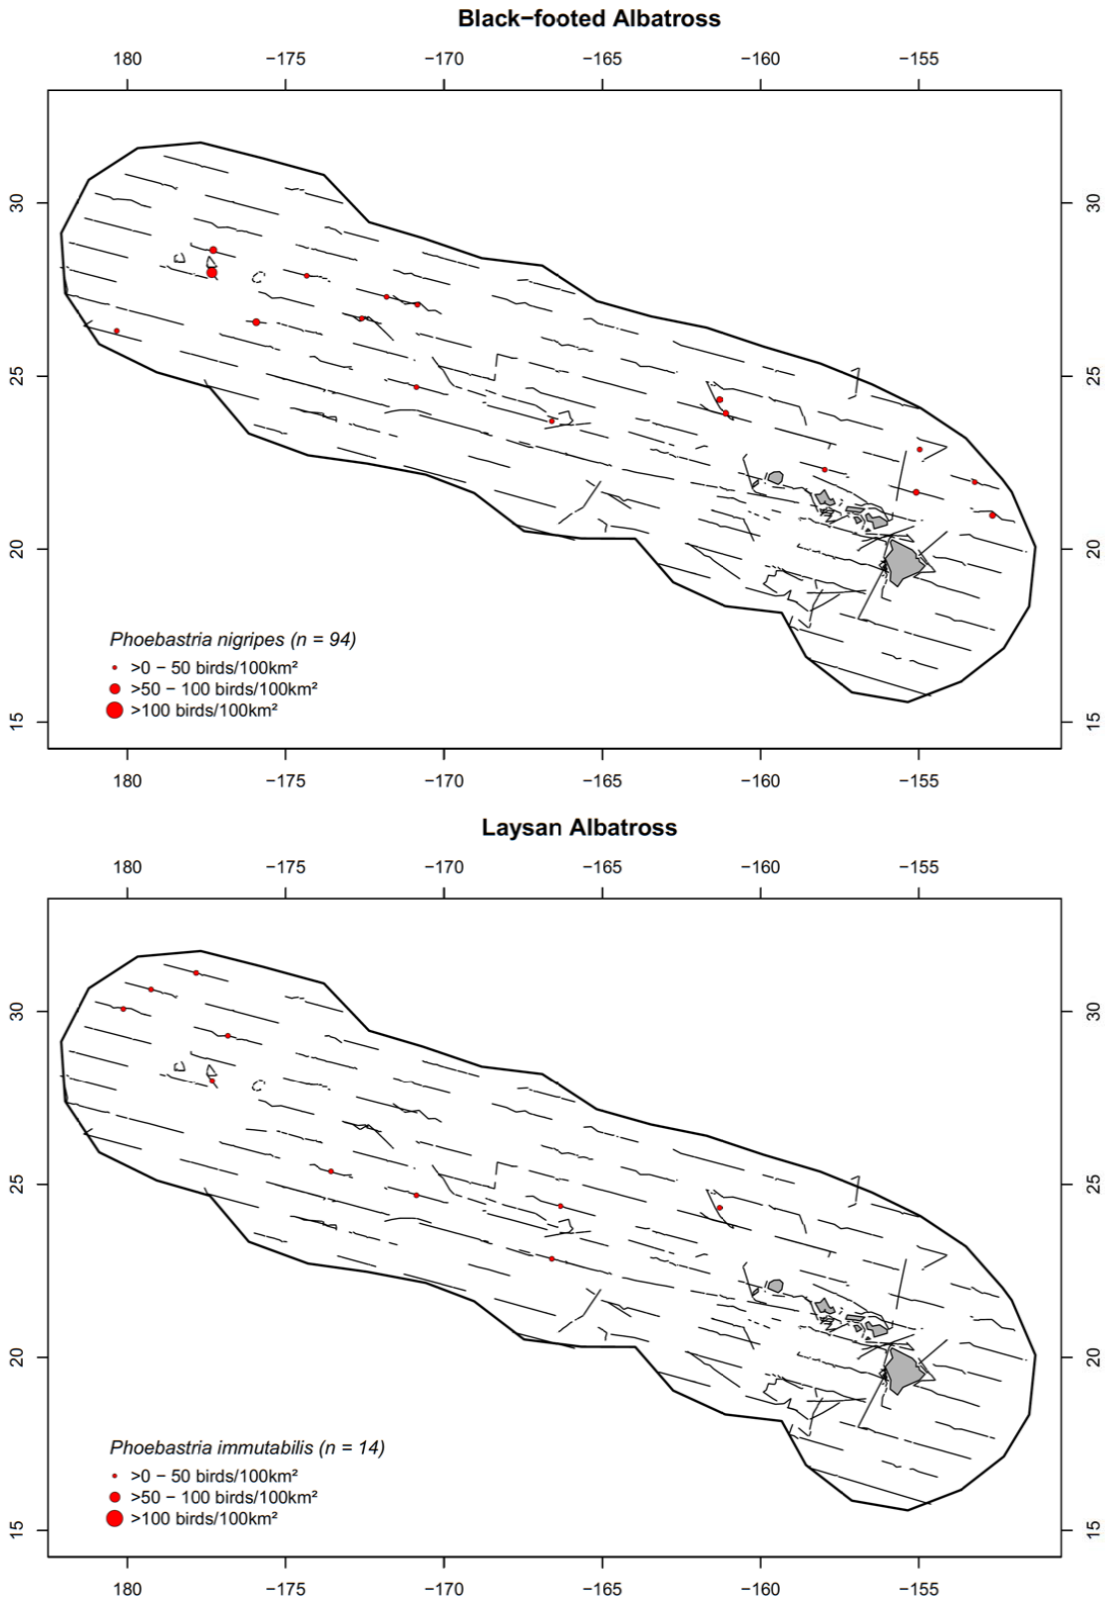 Black−footed Albatross
180 −175 −170 −165 −160 −155
30 30
25 25
20 20
15 15
Phoebastria nigripes (n = 94)
>0 − 50 birds/100km²
>50 − 100 birds/100km²
>100 birds/100km²
180 −175 −170 −165 −160 −155
Laysan Albatross
180 −175 −170 −165 −160 −155
30 30
25 25
20 20
15 15
Phoebastria immutabilis (n = 14)
>0 − 50 birds/100km²
>50 − 100 birds/100km²
>100 birds/100km²
180 −175 −170 −165 −160 −155